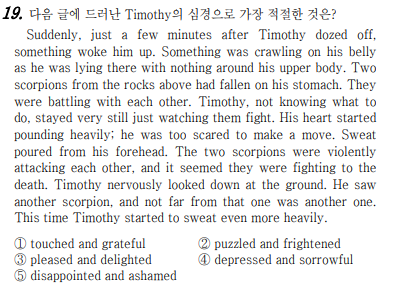 19. 다음 글에 드러난 Timothy의 심경으로 가장 적절한 것은?
Suddenly, just a few minutes after Timothy dozed off,
something woke him up. Something was crawling on his belly
as he was lying there with nothing around his upper body. Two
scorpions from the rocks above had fallen on his stomach. They
were battling with each other. Timothy, not knowing what to
do, stayed very still just watching them fight. His heart started
pounding heavily; he was too scared to make a move. Sweat
poured from his forehead. The two scorpions were violently
attacking each other, and it seemed they were fighting to the
death. Timothy nervously looked down at the ground. He saw
another scorpion, and not far from that one was another one.
This time Timothy started to sweat even more heavily.
① touched and grateful ② puzzled and frightened
③ pleased and delighted ④ depressed and sorrowful
⑤ disappointed and ashamed